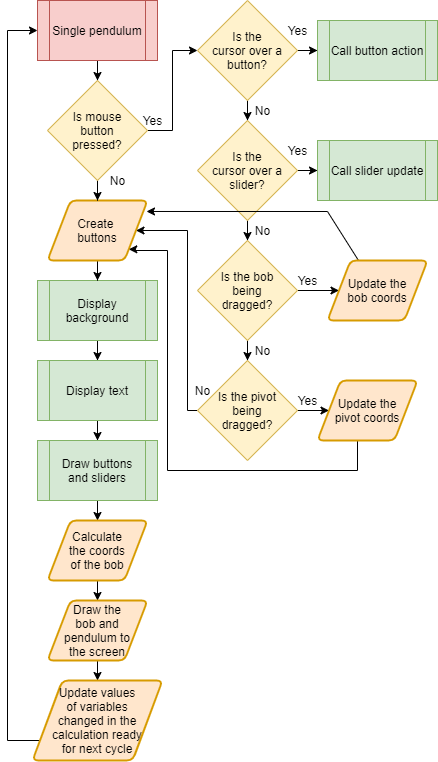 Single pendulum
Is mouse
button
pressed?
Yes
No
Is the
cursor over a
button?
Yes
Call button action
No
Is the
cursor over a
slider?
Yes
Call slider update
No
Is the bob
being
dragged?
Yes
Update the
bob coords
No
Is the pivot
being
dragged?
No
Yes
Update the
pivot coords
Create
buttons
Display
background
Display text
Draw buttons
and sliders
Calculate
the coords
of the bob
Draw the
bob and
pendulum to
the screen
Update values
of variables
changed in the
calculation ready
for next cycle